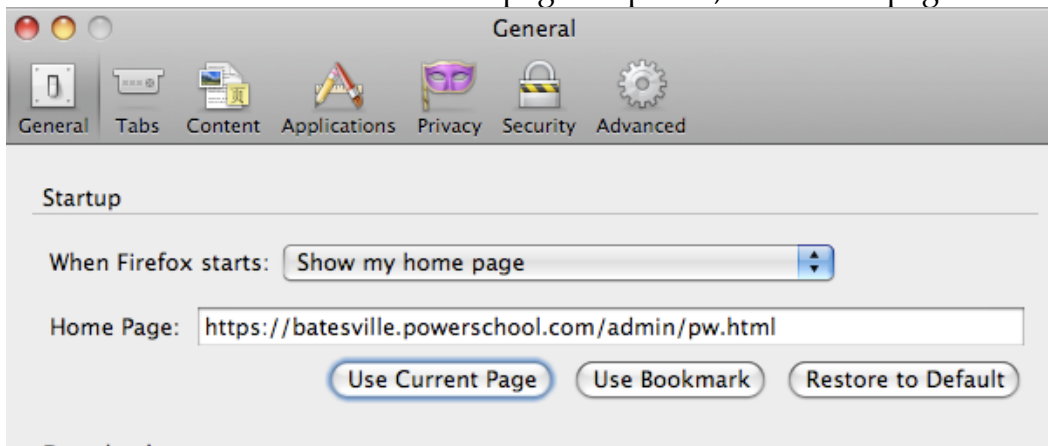 General
General Tabs Content Applications Privacy Security Advanced
Startup
When Firefox starts: Show my home page
Home Page: https://batesville.powerschool.com/admin/pw.html
Use Current Page Use Bookmark Restore to Default